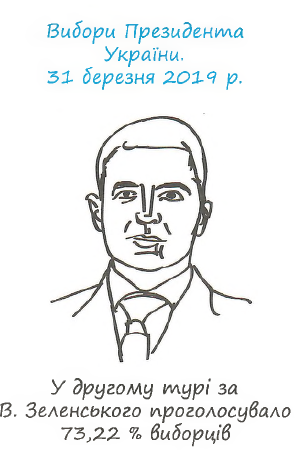 Вибори Президента
України.
31 березня 2019 р.
У другому турі за
В. Зеленського проголосувало
73,22 % виборців